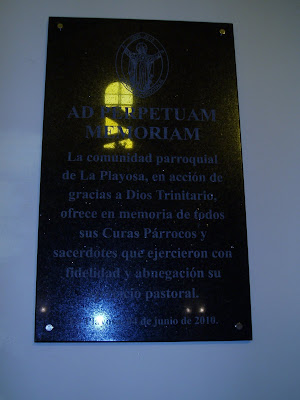 AD PERPETUAM
MEMORIAM
La comunidad parroquial
de La Playosa, en acción de
gracias a Dios Trinitario,
ofrece en memoria de todos
sus Curas Párrocos y
sacerdotes que ejercieron con
fidelidad y abnegación su
pastoral.
de junio de 2010.